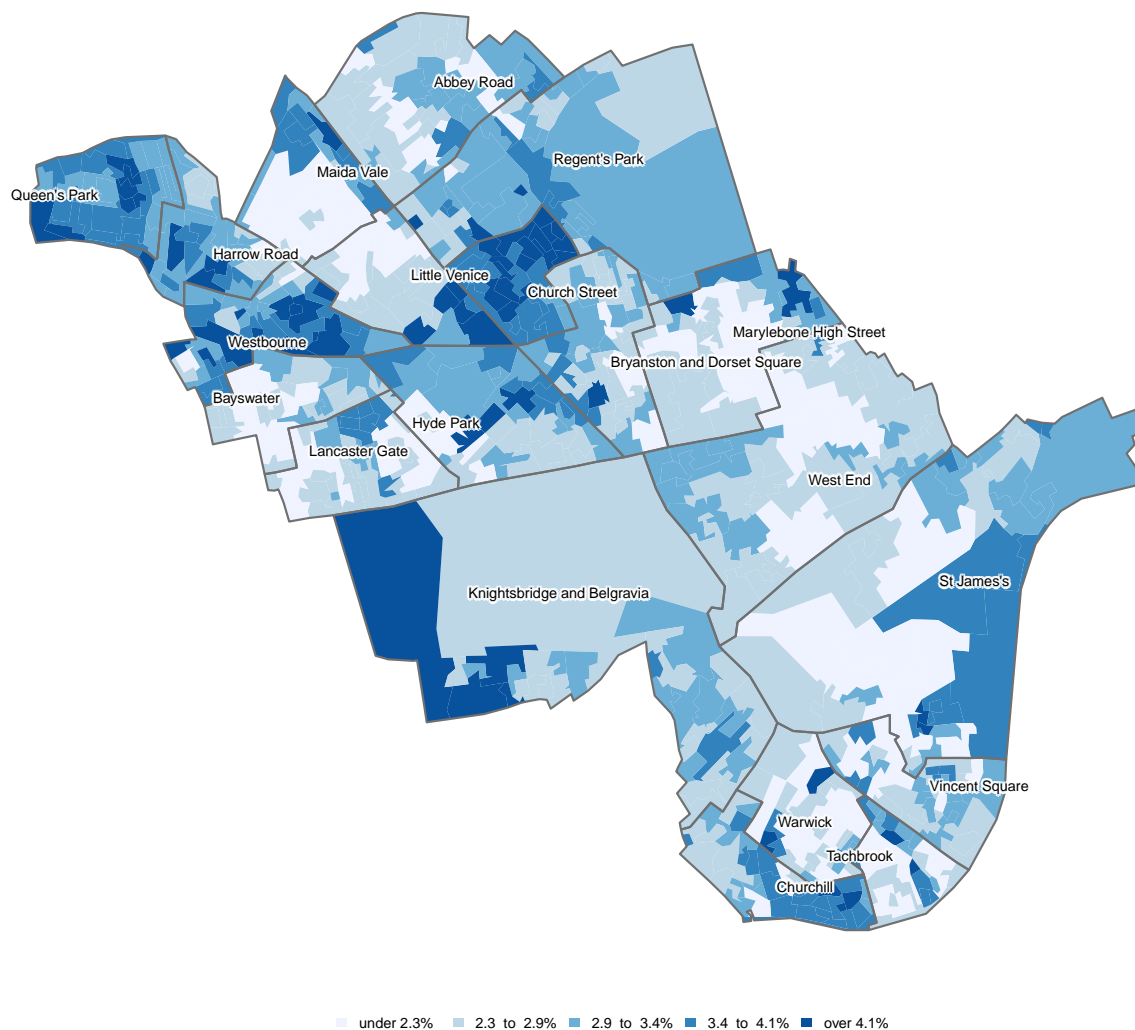 Abbey Road
Regent's Park
Maida Vale
Queen's Park
Harrow Road
Little Venice
Church Street
Marylebone High Street
Westbourne
Bryanston and Dorset Square
Bayswater
Hyde Park
Lancaster Gate
West End
St James's
Knightsbridge and Belgravia
Vincent Square
Warwick
Tachbrook
Churchill
under 2.3% 2.3 to 2.9% 2.9 to 3.4% 3.4 to 4.1% over 4.1%